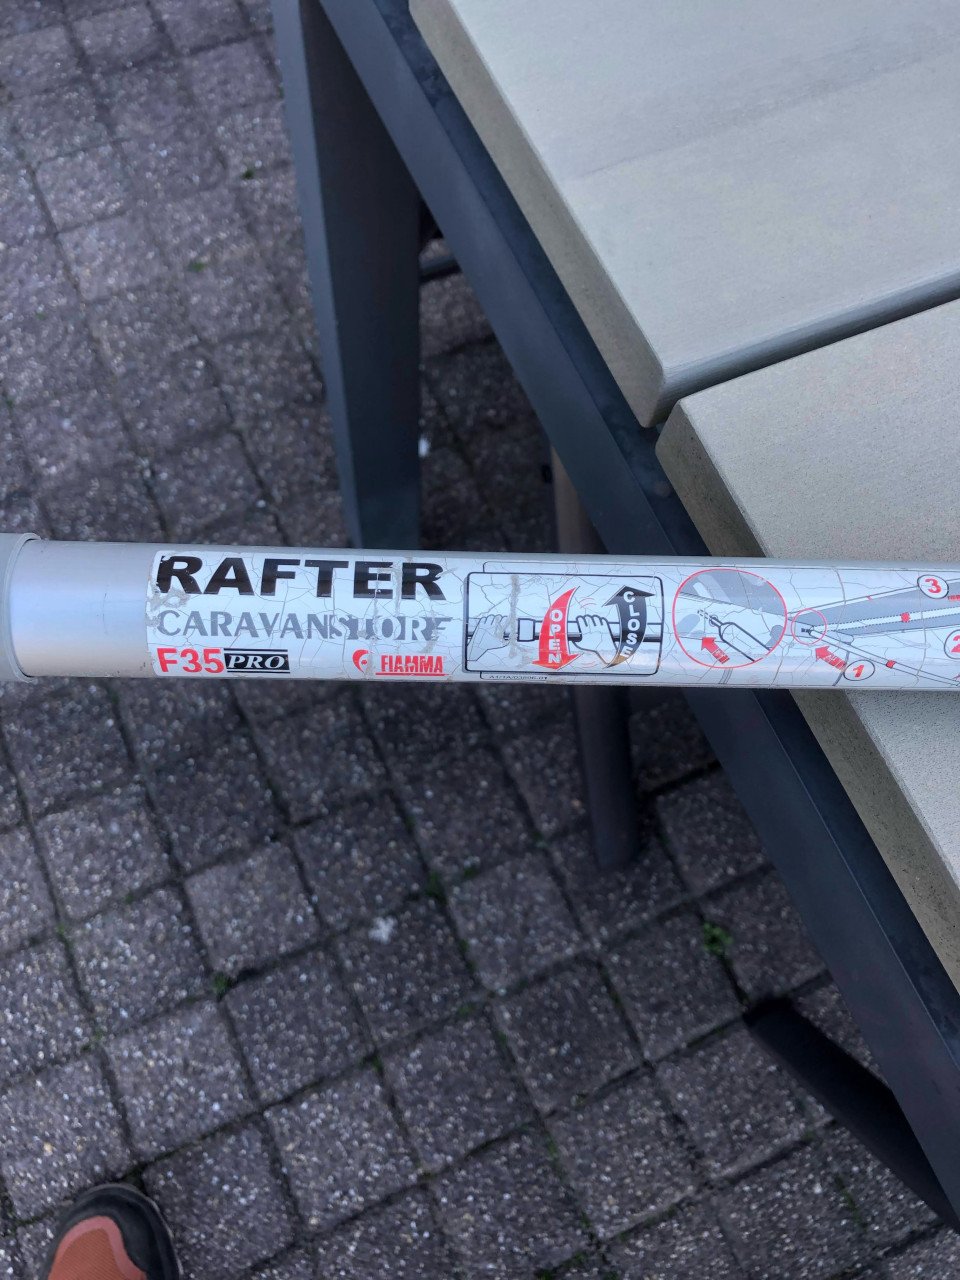 RAFTER
CARAVANSTORE
F35 PRO
FIAMMA
OPEN
CLOSE
1
3
2